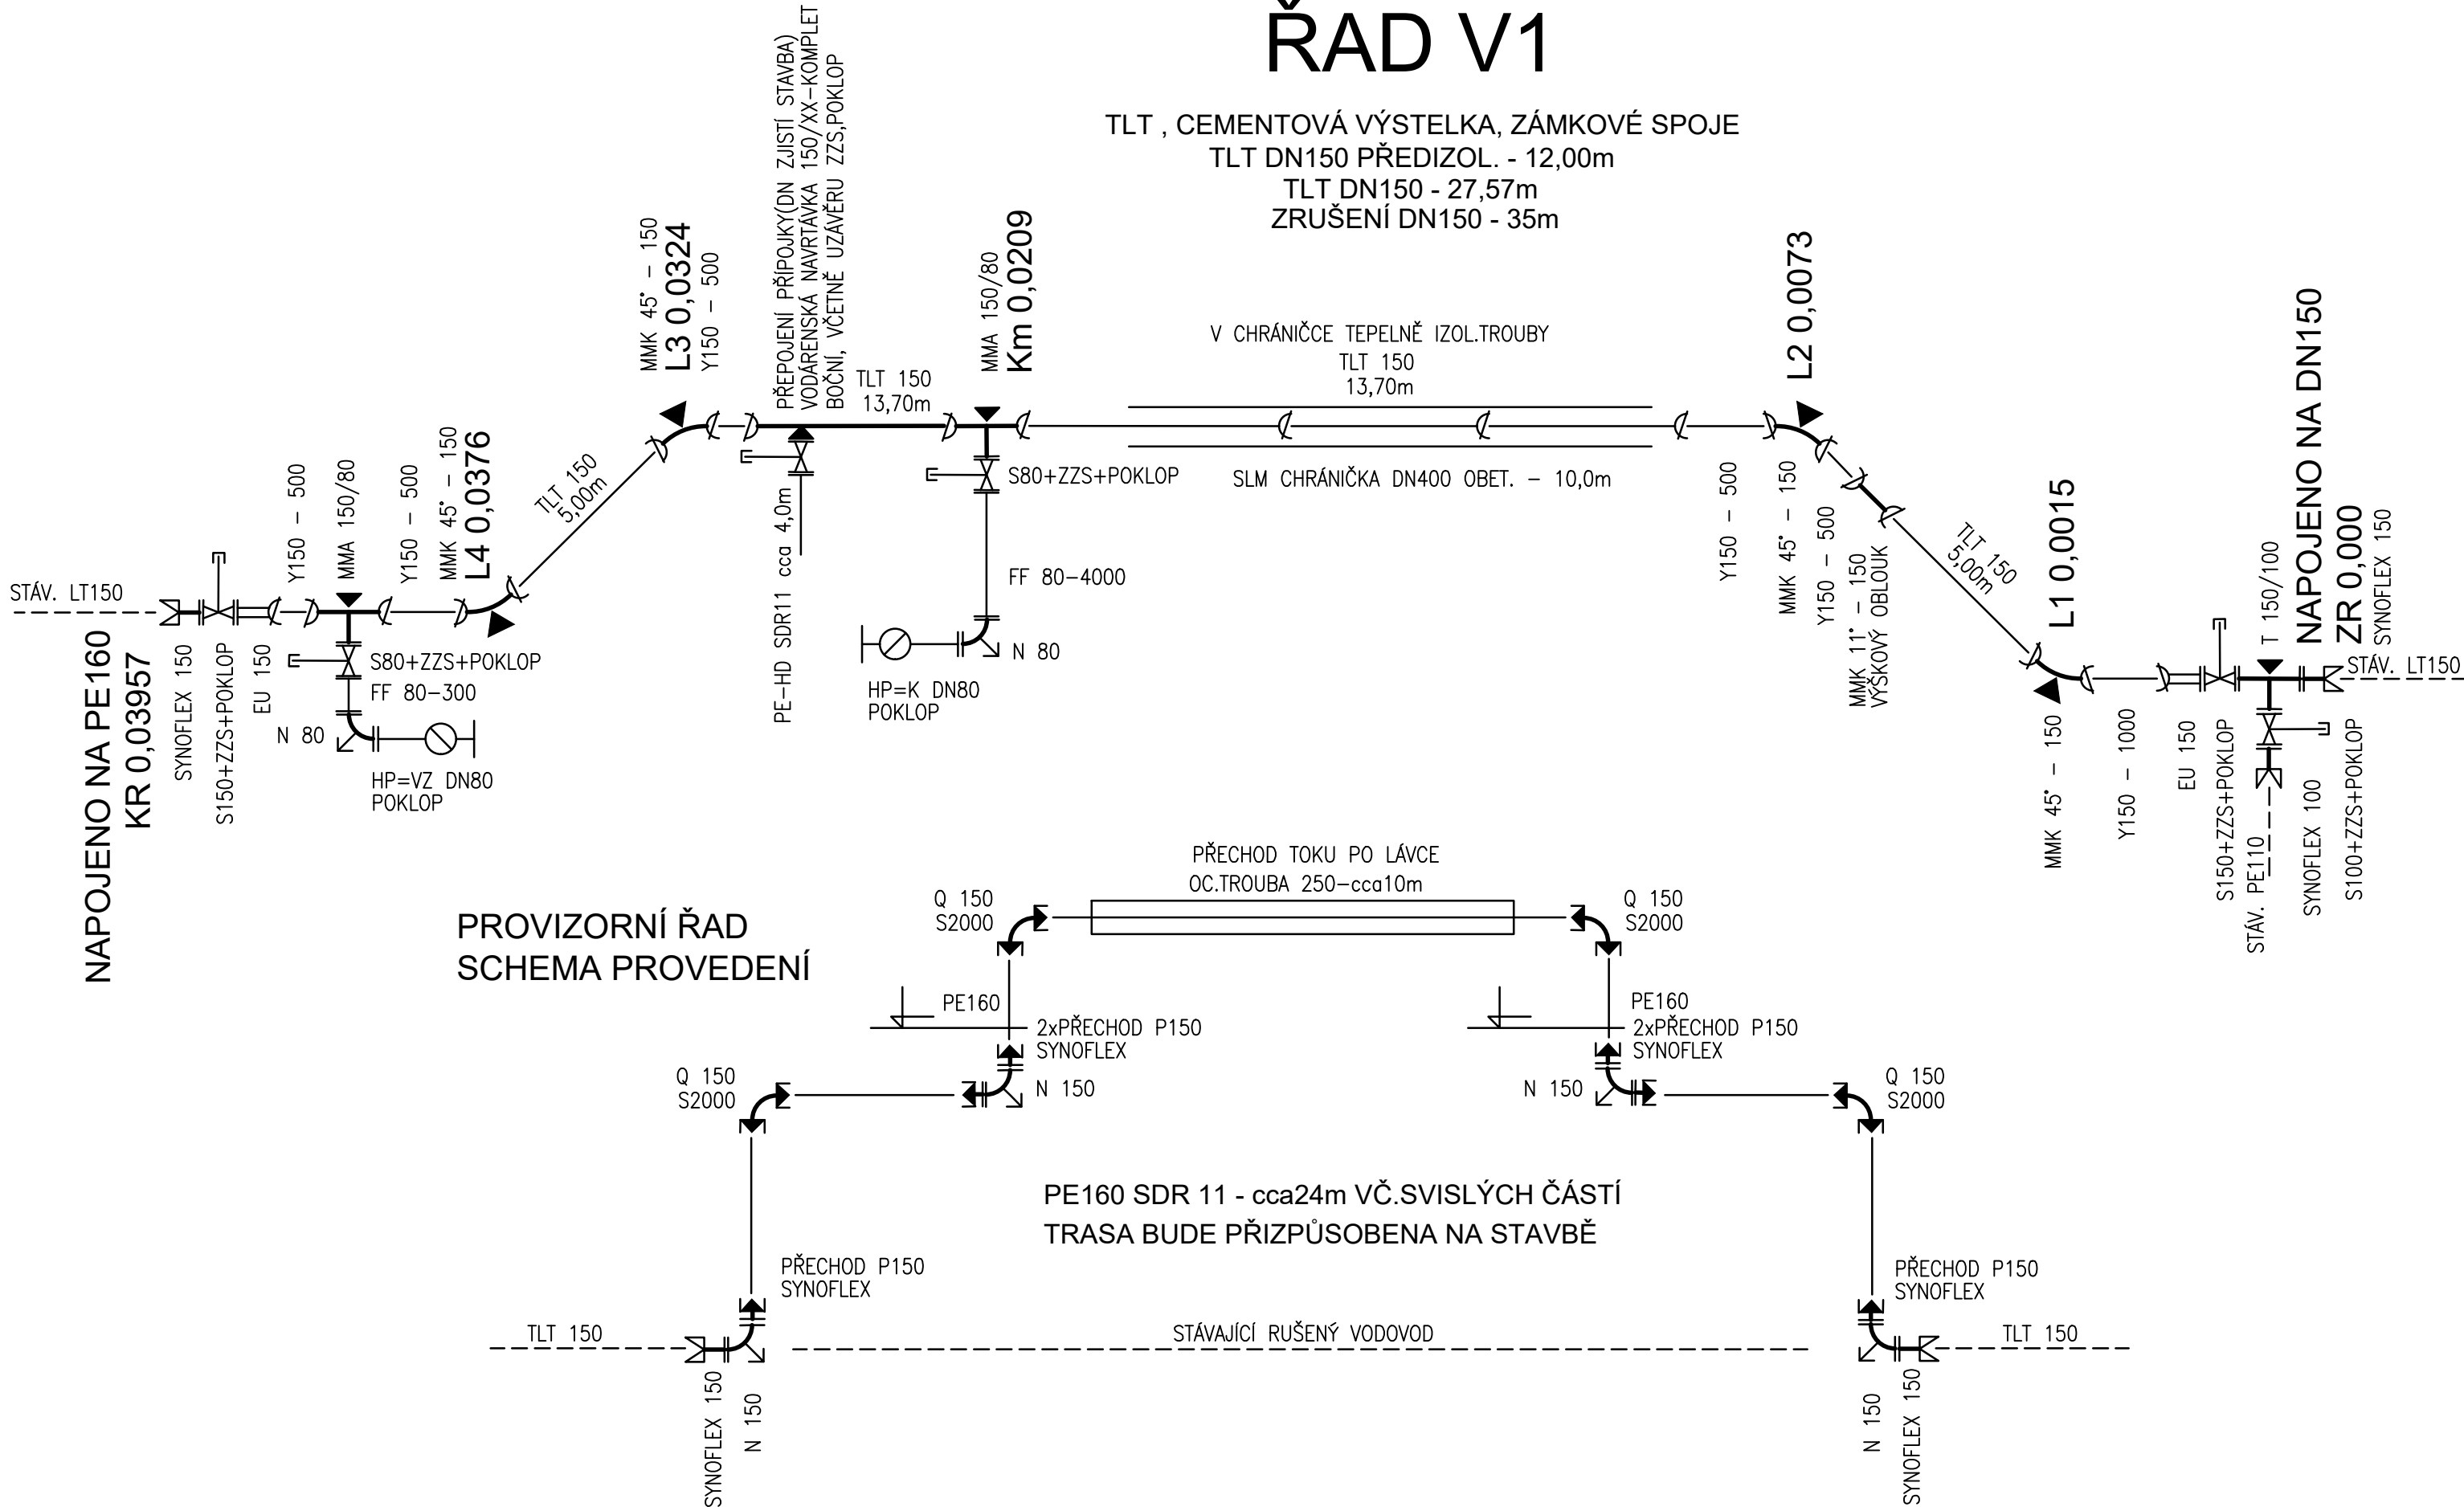 ŘAD V1
TLT , CEMENTOVÁ VÝSTELKA, ZÁMKOVÉ SPOJE
TLT DN150 PŘEDIZOL. - 12,00m
TLT DN150 - 27,57m
ZRUŠENÍ DN150 - 35m
STÁV. LT150
NAPOJENO NA PE160
KR 0,03957
SYNOFLEX 150
S150+ZZS+POKLOP
EU 150
Y150 - 500
MMA 150/80
Y150 - 500
MMK 45° - 150
L4 0,0376
S80+ZZS+POKLOP
FF 80-300
N 80
HP=VZ DN80
POKLOP
TLT 150
5,00m
MMK 45° - 150
L3 0,0324
Y150 - 500
PŘEPOJENÍ PŘÍPOJKY(DN ZJISTÍ STAVBA)
VODÁRENSKÁ NAVRTÁVKA 150/XX-KOMPLET
BOČNÍ, VČETNĚ UZÁVĚRU ZZS,POKLOP
PE-HD SDR11 cca 4,0m
TLT 150
13,70m
MMA 150/80
Km 0,0209
S80+ZZS+POKLOP
FF 80-4000
N 80
HP=K DN80
POKLOP
V CHRÁNIČCE TEPELNĚ IZOL.TROUBY
TLT 150
13,70m
SLM CHRÁNIČKA DN400 OBET. - 10,0m
Y150 - 500
L2 0,0073
MMK 45° - 150
Y150 - 500
MMK 11° - 150
VÝŠKOVÝ OBLOUK
TLT 150
5,00m
L1 0,0015
MMK 45° - 150
Y150 - 1000
EU 150
S150+ZZS+POKLOP
T 150/100
NAPOJENO NA DN150
ZR 0,000
SYNOFLEX 150
STÁV. LT150
STÁV. PE110
SYNOFLEX 100
S100+ZZS+POKLOP
PROVIZORNÍ ŘAD
SCHEMA PROVEDENÍ
PŘECHOD TOKU PO LÁVCE
OC.TROUBA 250-cca10m
Q 150
S2000
Q 150
S2000
PE160
2xPŘECHOD P150
SYNOFLEX
N 150
PE160
2xPŘECHOD P150
SYNOFLEX
N 150
Q 150
S2000
Q 150
S2000
PE160 SDR 11 - cca24m VČ.SVISLÝCH ČÁSTÍ
TRASA BUDE PŘIZPŮSOBENA NA STAVBĚ
PŘECHOD P150
SYNOFLEX
PŘECHOD P150
SYNOFLEX
TLT 150
STÁVAJÍCÍ RUŠENÝ VODOVOD
TLT 150
SYNOFLEX 150
N 150
N 150
SYNOFLEX 150